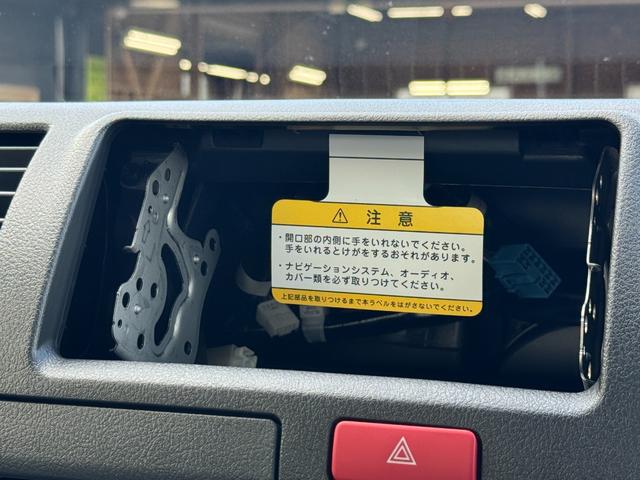 注意
・開口部の内側に手をいれないでください。
手をいれるとけがをするおそれがあります。
・ナビゲーションシステム、オーディオ、
カバー類を必ず取りつけてください。
上記部品を取りつけるまで本ラベルをはがさないでください。